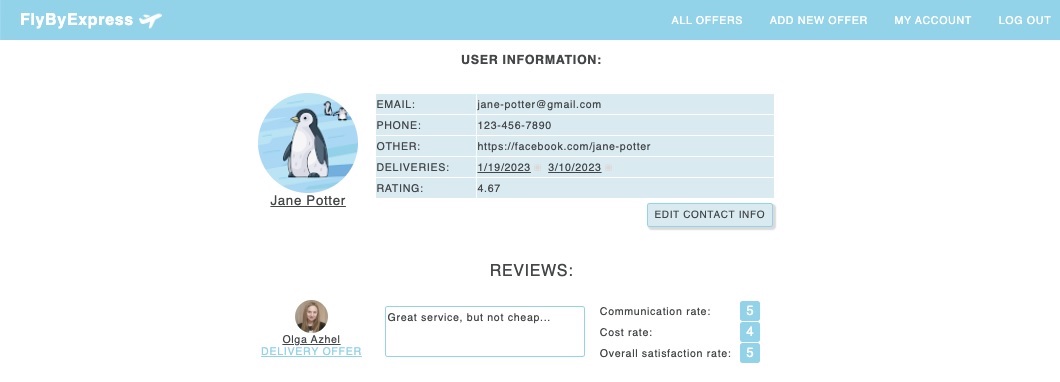 FlyByExpress
ALL OFFERS ADD NEW OFFER MY ACCOUNT LOG OUT
USER INFORMATION:
EMAIL: jane-potter@gmail.com
PHONE: 123-456-7890
OTHER: https://facebook.com/jane-potter
DELIVERIES: 1/19/2023 3/10/2023
RATING: 4.67
Jane Potter
EDIT CONTACT INFO
REVIEWS:
Olga Azhel
DELIVERY OFFER
Great service, but not cheap...
Communication rate: 5
Cost rate: 4
Overall satisfaction rate: 5